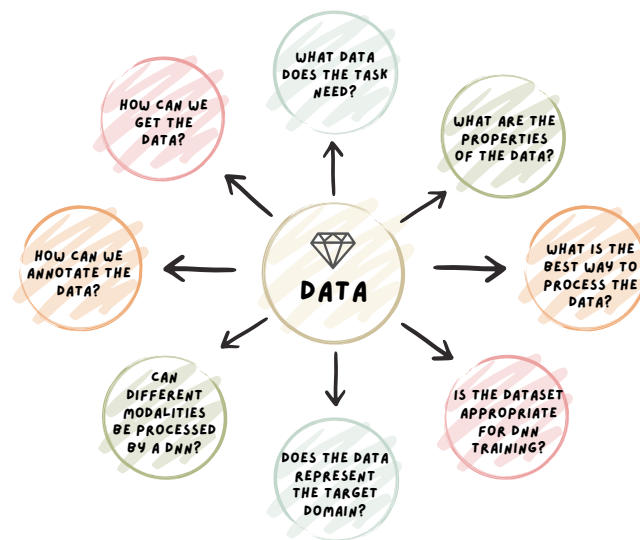 WHAT DATA
DOES THE TASK
NEED?
HOW CAN WE
GET THE
DATA?
WHAT ARE THE
PROPERTIES
OF THE DATA?
HOW CAN WE
ANNOTATE THE
DATA?
DATA
WHAT IS THE
BEST WAY TO
PROCESS THE
DATA?
CAN
DIFFERENT
MODALITIES
BE PROCESSED
BY A DNN?
IS THE DATASET
APPROPRIATE
FOR DNN
TRAINING?
DOES THE DATA
REPRESENT
THE TARGET
DOMAIN?